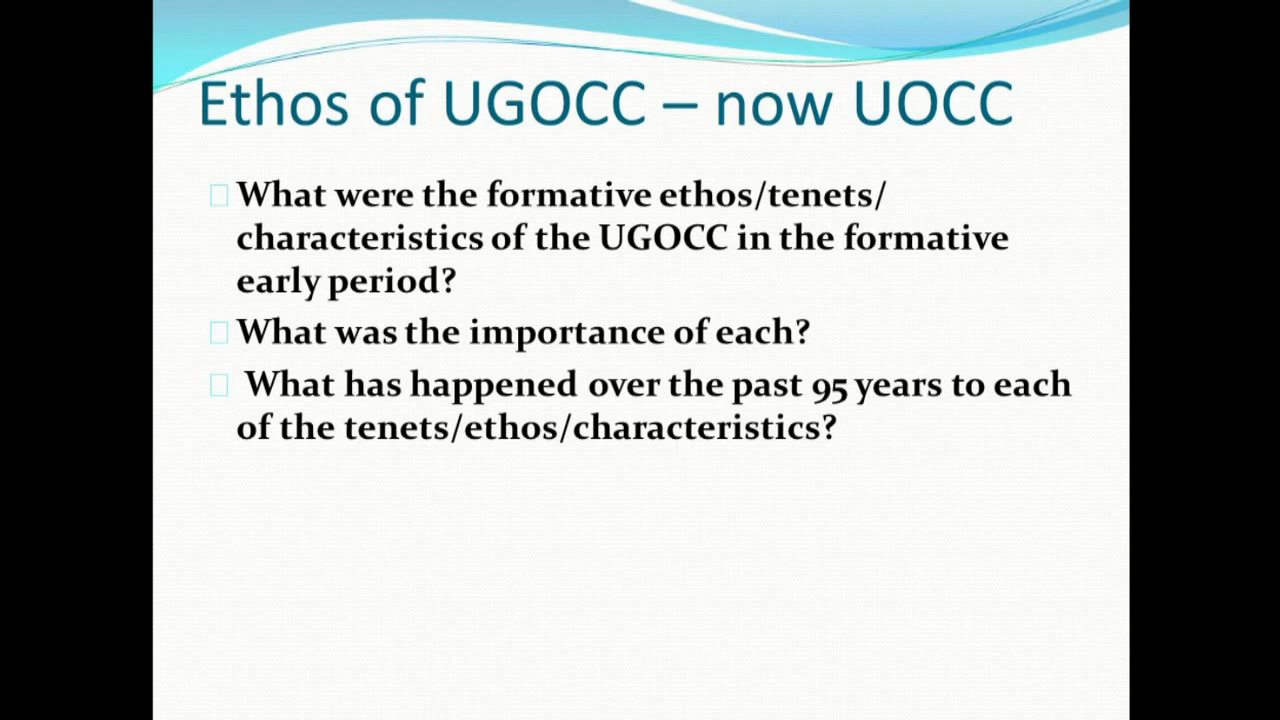 Ethos of UGOCC – now UOCC
What were the formative ethos/tenets/
characteristics of the UGOCC in the formative
early period?
What was the importance of each?
What has happened over the past 95 years to each
of the tenets/ethos/characteristics?